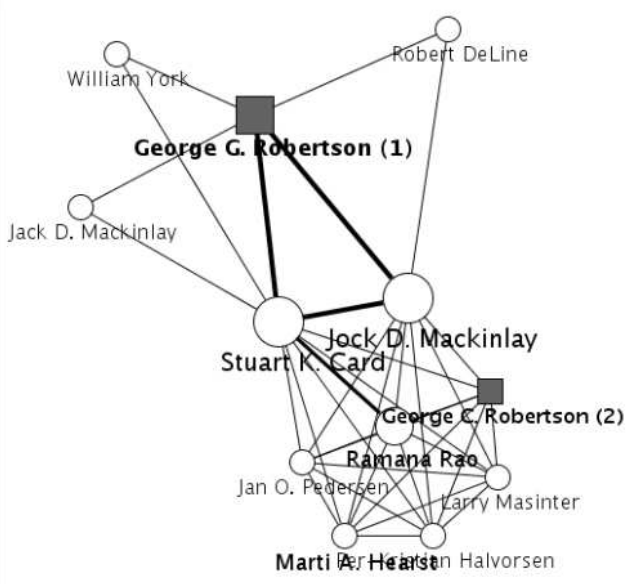 Robert DeLine
William York
George G. Robertson (1)
Jack D. Mackinlay
Jock D. Mackinlay
Stuart K. Card
George C. Robertson (2)
Ramana Rao
Jan O. Pedersen
Larry Masinter
Marti A. Hearst
Per-Kristian Halvorsen